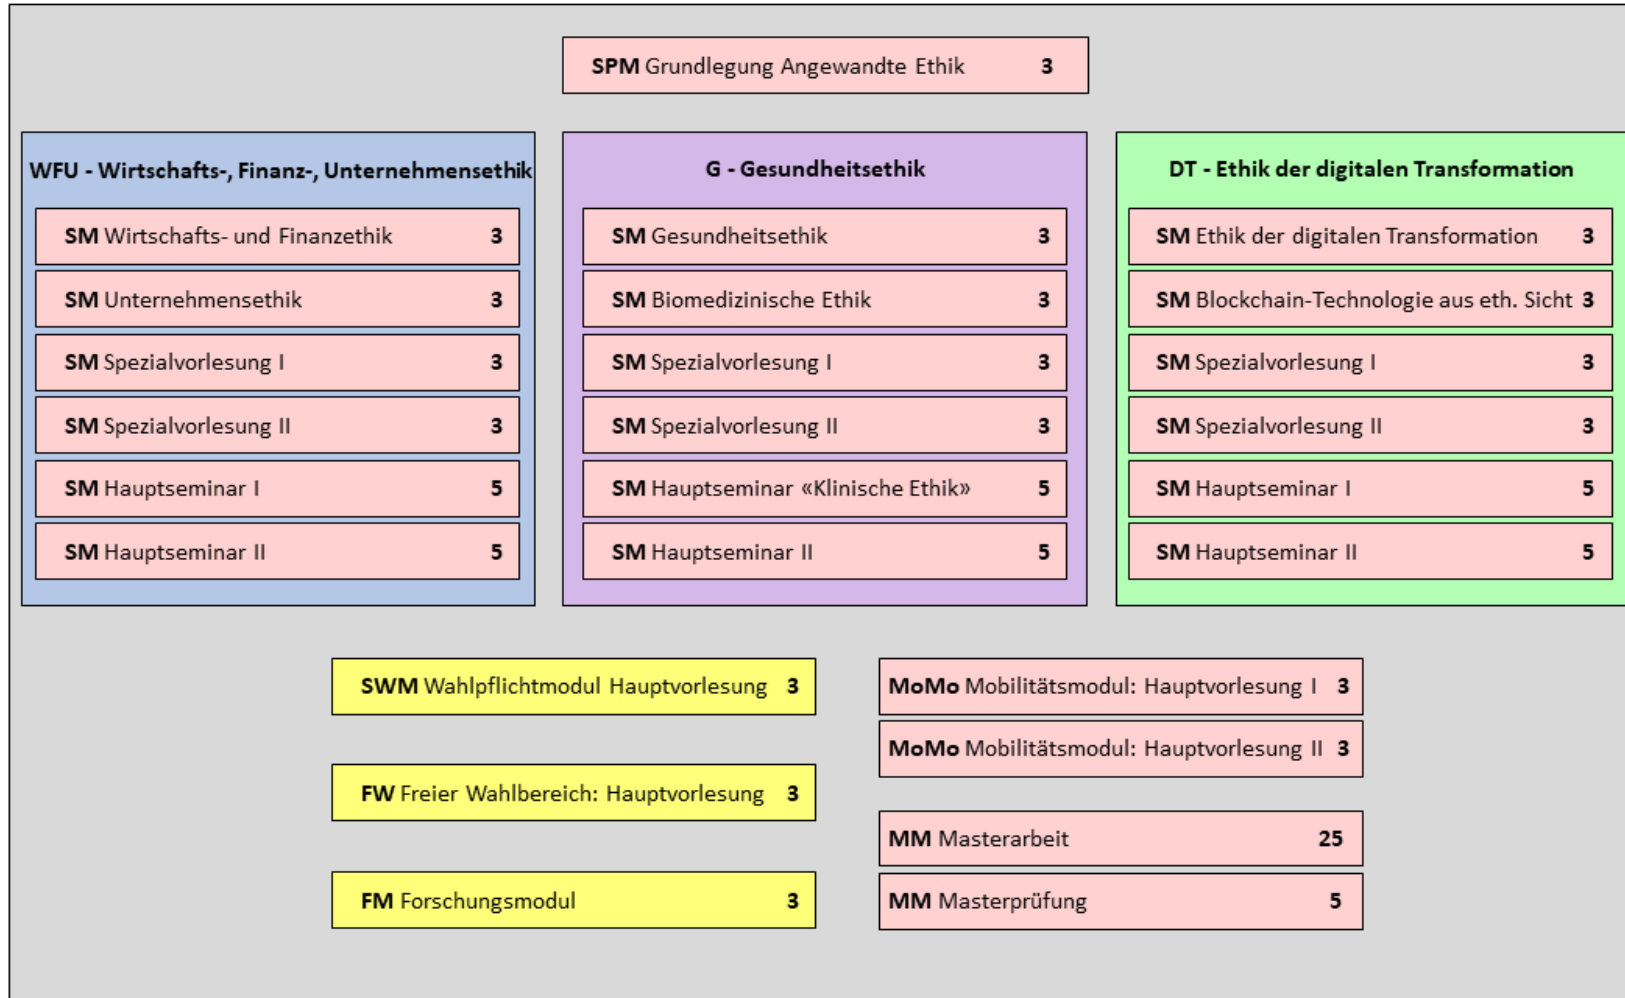 SPM Grundlegung Angewandte Ethik 3
WFU - Wirtschafts-, Finanz-, Unternehmensethik
SM Wirtschafts- und Finanzethik 3
SM Unternehmensethik 3
SM Spezialvorlesung I 3
SM Spezialvorlesung II 3
SM Hauptseminar I 5
SM Hauptseminar II 5
G - Gesundheitsethik
SM Gesundheitsethik 3
SM Biomedizinische Ethik 3
SM Spezialvorlesung I 3
SM Spezialvorlesung II 3
SM Hauptseminar «Klinische Ethik» 5
SM Hauptseminar II 5
DT - Ethik der digitalen Transformation
SM Ethik der digitalen Transformation 3
SM Blockchain-Technologie aus eth. Sicht 3
SM Spezialvorlesung I 3
SM Spezialvorlesung II 3
SM Hauptseminar I 5
SM Hauptseminar II 5
SWM Wahlpflichtmodul Hauptvorlesung 3
FW Freier Wahlbereich: Hauptvorlesung 3
FM Forschungsmodul 3
MoMo Mobilitätsmodul: Hauptvorlesung I 3
MoMo Mobilitätsmodul: Hauptvorlesung II 3
MM Masterarbeit 25
MM Masterprüfung 5